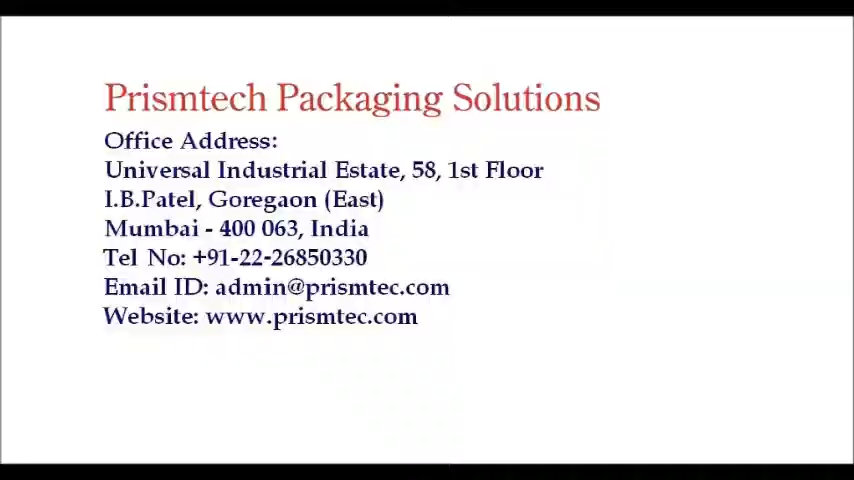 Prismtech Packaging Solutions
Office Address:
Universal Industrial Estate, 58, 1st Floor
I.B.Patel, Goregaon (East)
Mumbai - 400 063, India
Tel No: +91-22-26850330
Email ID: admin@prismtec.com
Website: www.prismtec.com